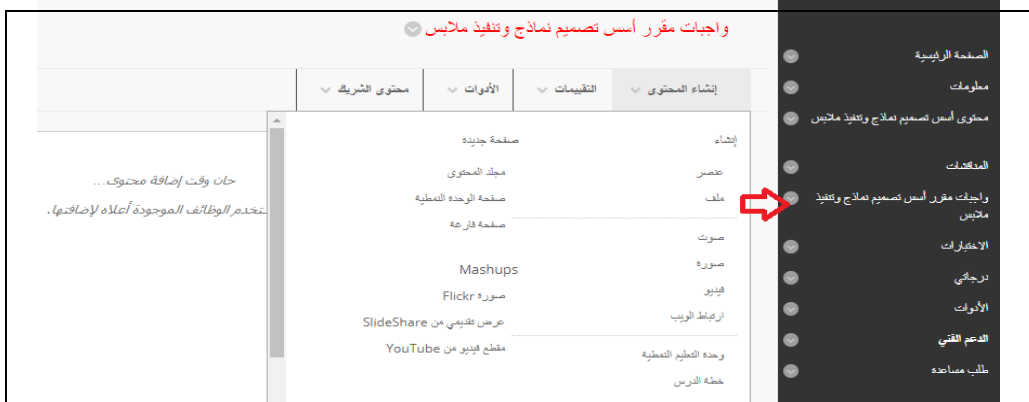 واجبات مقرر أسس تصميم نماذج وتنفيذ ملابس
الصفحة الرئيسية
معلومات
محتوى أسس تصميم نماذج وتنفيذ ملابس
المناقشات
واجبات مقرر أسس تصميم نماذج وتنفيذ
ملابس
الاختبارات
درجاتي
الأدوات
الدعم الفني
طلب مساعدة
إنشاء المحتوى
التقييمات
الأدوات
محتوى الشريك
إنشاء
عنصر
ملف
صوت
صورة
فيديو
ارتباط الويب
وحدة التعليم النمطية
خطة الدرس
صفحة جديدة
مجلد المحتوى
صفحة الوحدة النمطية
صفحة فارغة
Mashups
صورة Flickr
عرض تقديمي من SlideShare
مقطع فيديو من YouTube
حان وقت إضافة محتوى...
ستخدم الوظائف الموجودة أعلاه لإضافتها.